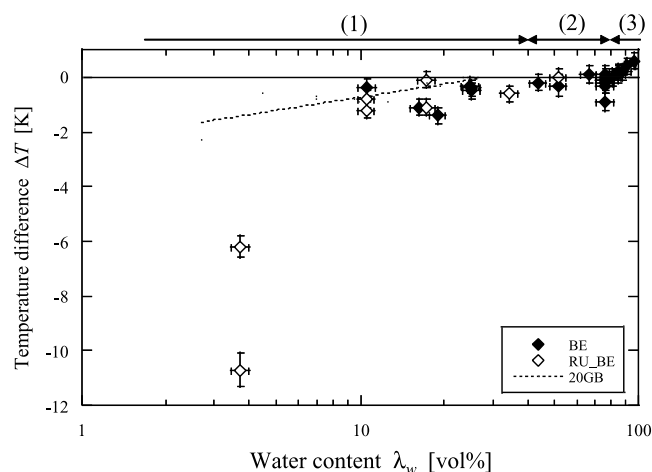 (1) (2) (3)
0
-2
-4
-6
-8
-10
-12
Temperature difference ΔT [K]
BE
RU_BE
20GB
1 10 100
Water content λw [vol%]